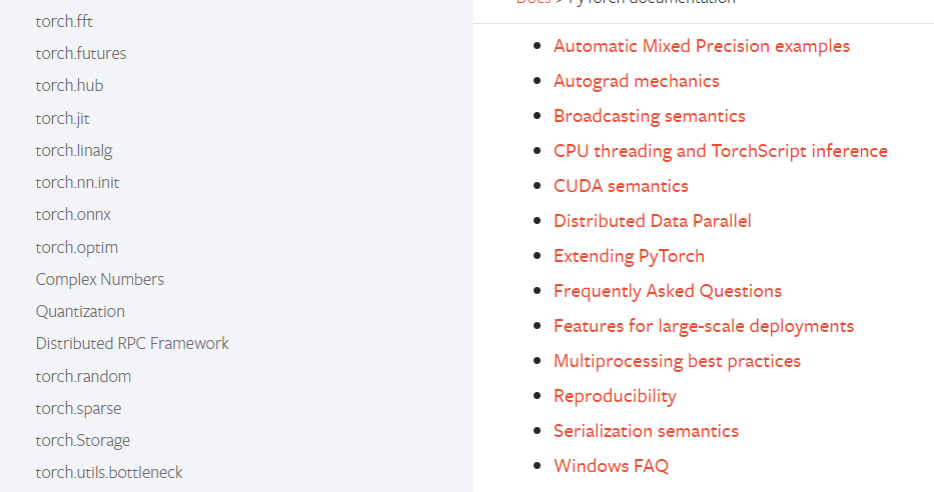 torch.fft
torch.futures
torch.hub
torch.jit
torch.linalg
torch.nn.init
torch.onnx
torch.optim
Complex Numbers
Quantization
Distributed RPC Framework
torch.random
torch.sparse
torch.Storage
torch.utils.bottleneck
Docs > PyTorch documentation
Automatic Mixed Precision examples
Autograd mechanics
Broadcasting semantics
CPU threading and TorchScript inference
CUDA semantics
Distributed Data Parallel
Extending PyTorch
Frequently Asked Questions
Features for large-scale deployments
Multiprocessing best practices
Reproducibility
Serialization semantics
Windows FAQ